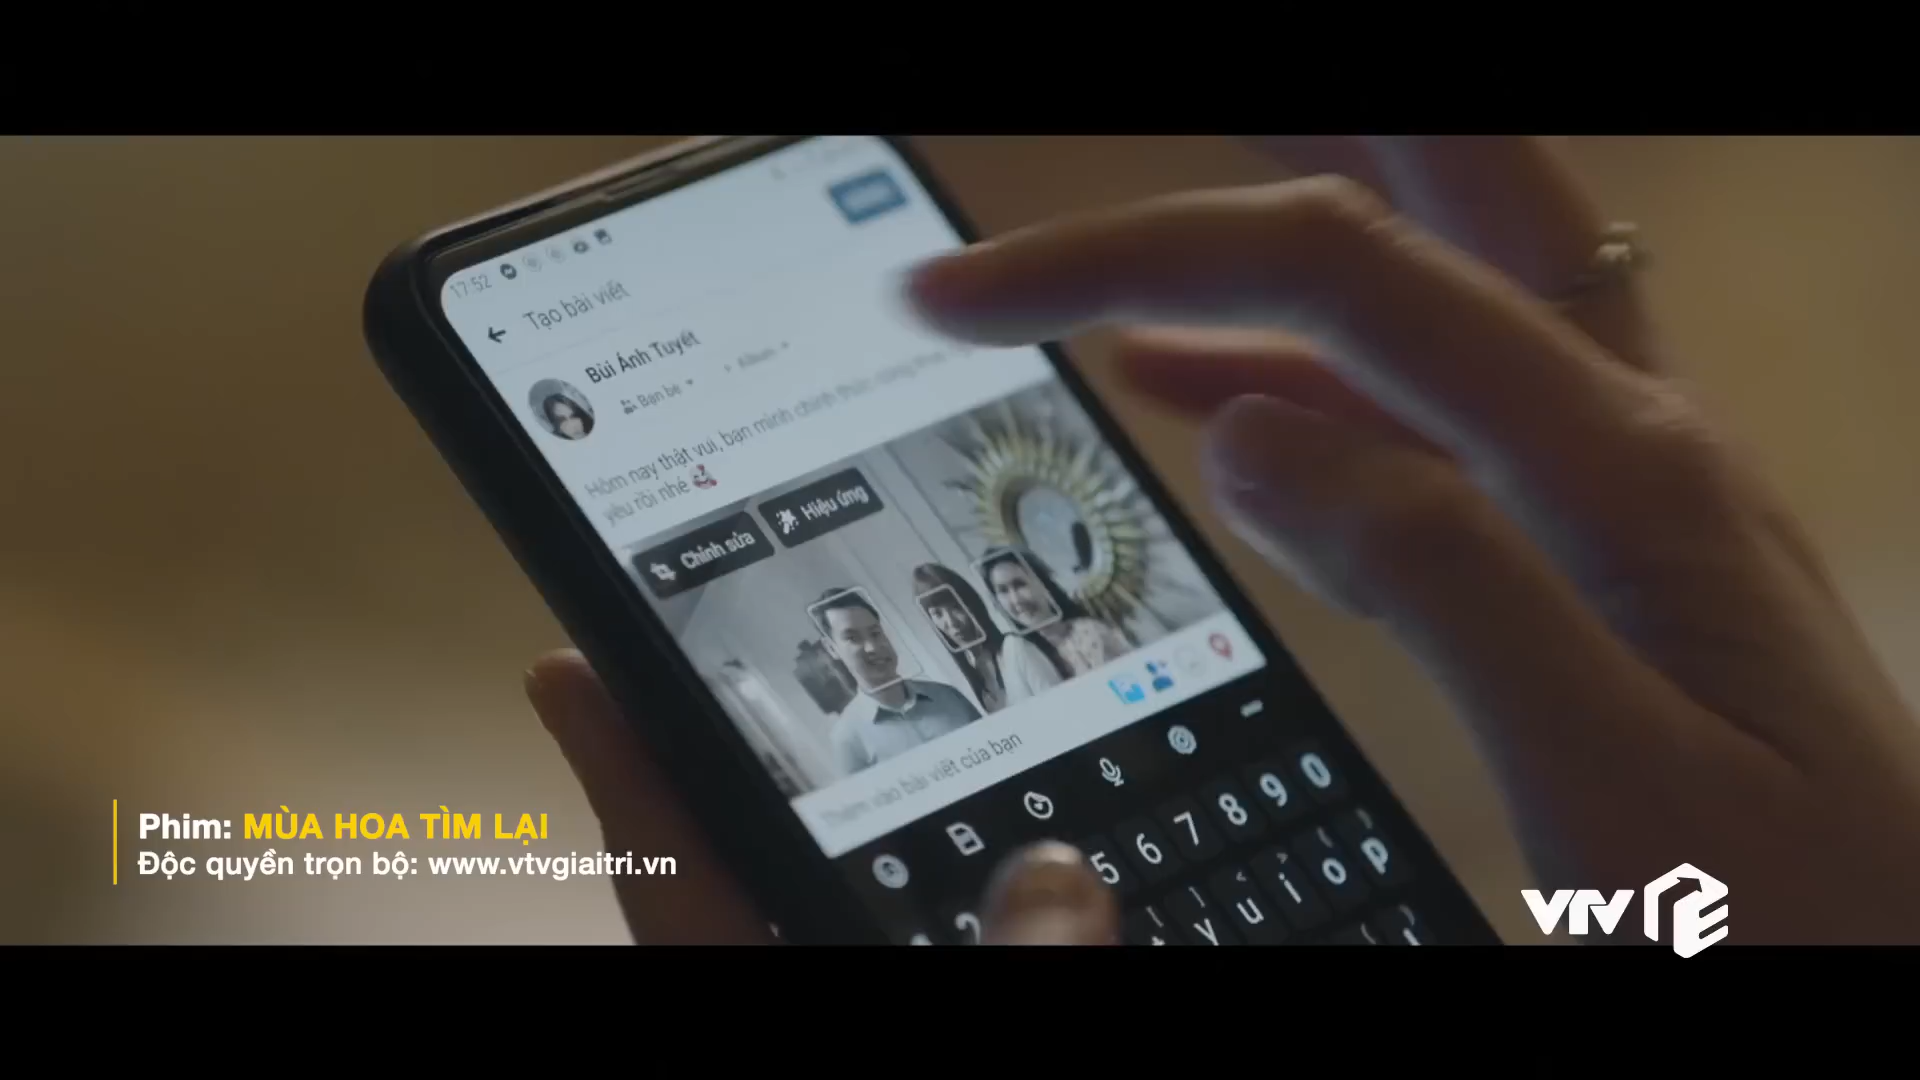 17:52
Tạo bài viết
Bùi Ánh Tuyết
Bạn bè
Album
Hôm nay thật vui, bạn mình chính thức
yêu rồi nhé
Chỉnh sửa
Hiệu ứng
Thêm vào bài viết của bạn
5 6 7 8 9 0
2
y u i o p
Phim: MÙA HOA TÌM LẠI
Độc quyền trọn bộ: www.vtvgiaitri.vn
VTV